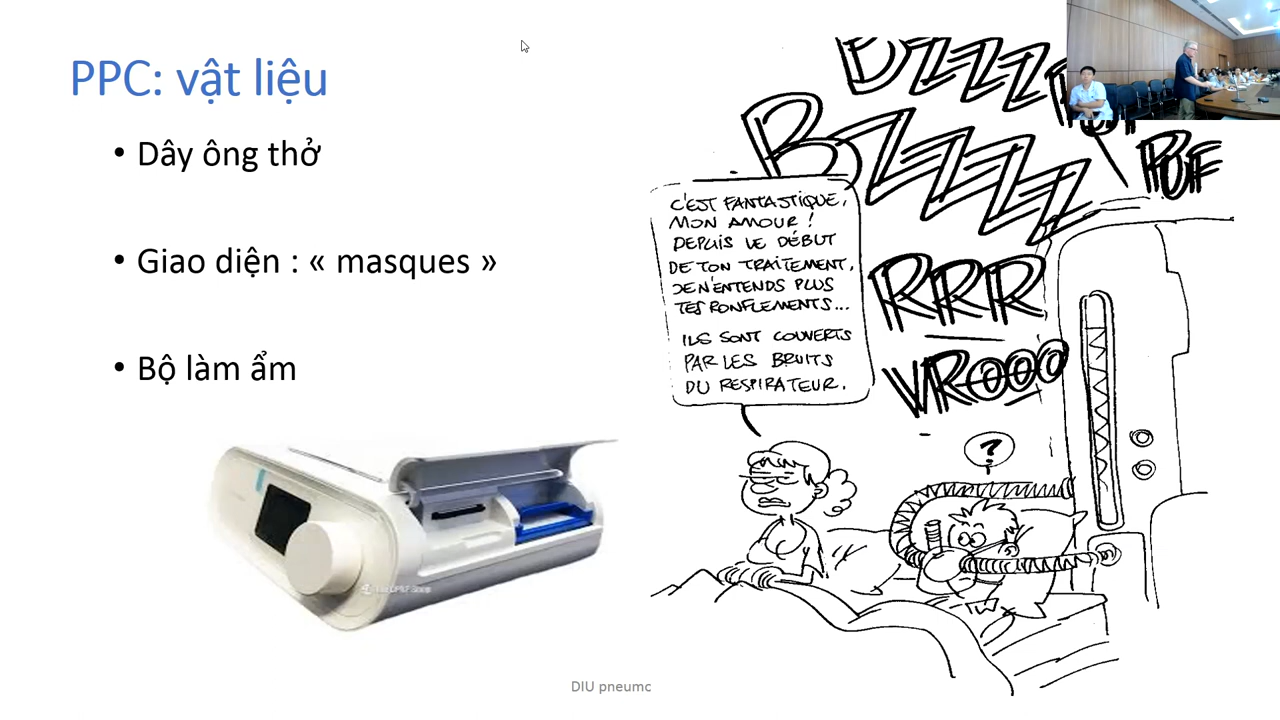 PPC: vật liệu
• Dây ông thở
• Giao diện : « masques »
• Bộ làm ẩm
BZZZZ
BZZZZ
PUF
RRR
VROOO
C'EST FANTASTIQUE,
MON AMOUR !
DEPUIS LE DÉBUT
DE TON TRAITEMENT,
JE N'ENTENDS PLUS
TES RONFLEMENTS...
ILS SONT COUVERTS
PAR LES BRUITS
DU RESPIRATEUR.
?
DIU pneumc